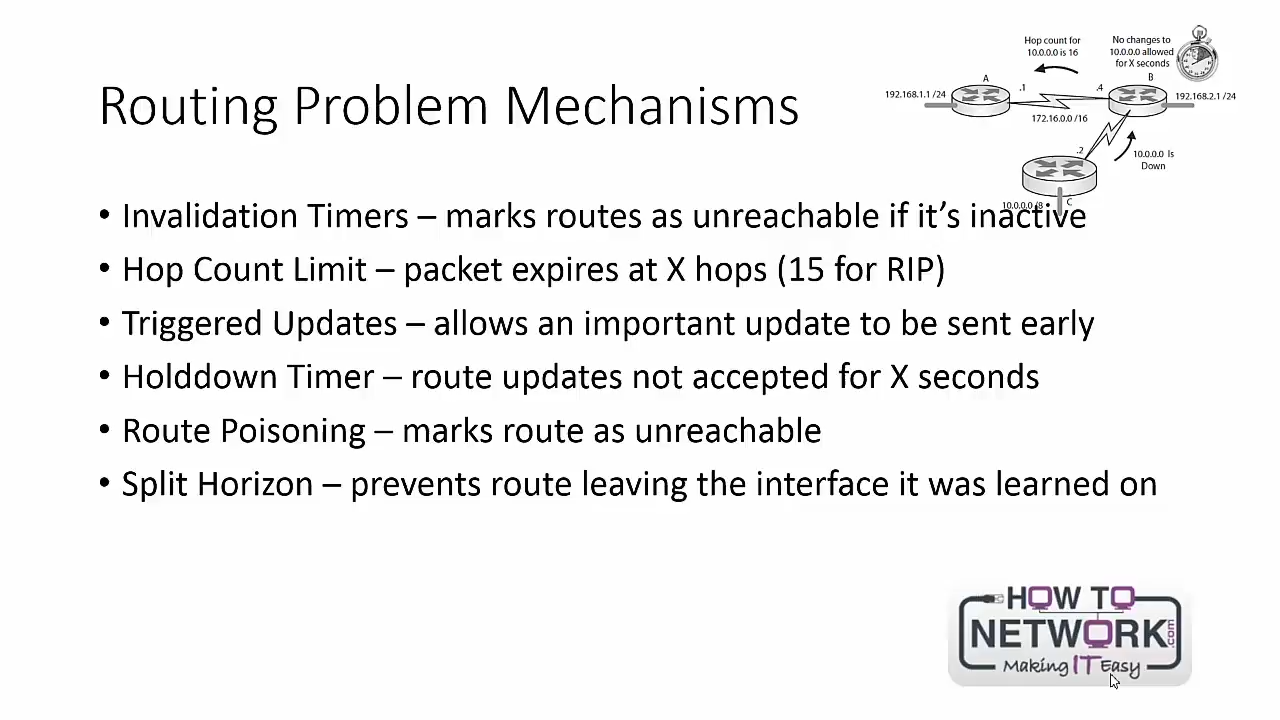 Routing Problem Mechanisms
Hop count for
10.0.0.0 is 16
No changes to
10.0.0.0 allowed
for X seconds
A
B
192.168.1.1 /24
.1
.4
192.168.2.1 /24
172.16.0.0 /16
.2
10.0.0.0 Is
Down
10.0.0.0 /8
C
• Invalidation Timers – marks routes as unreachable if it’s inactive
• Hop Count Limit – packet expires at X hops (15 for RIP)
• Triggered Updates – allows an important update to be sent early
• Holddown Timer – route updates not accepted for X seconds
• Route Poisoning – marks route as unreachable
• Split Horizon – prevents route leaving the interface it was learned on
HOW TO
NETWORK.com
Making IT Easy